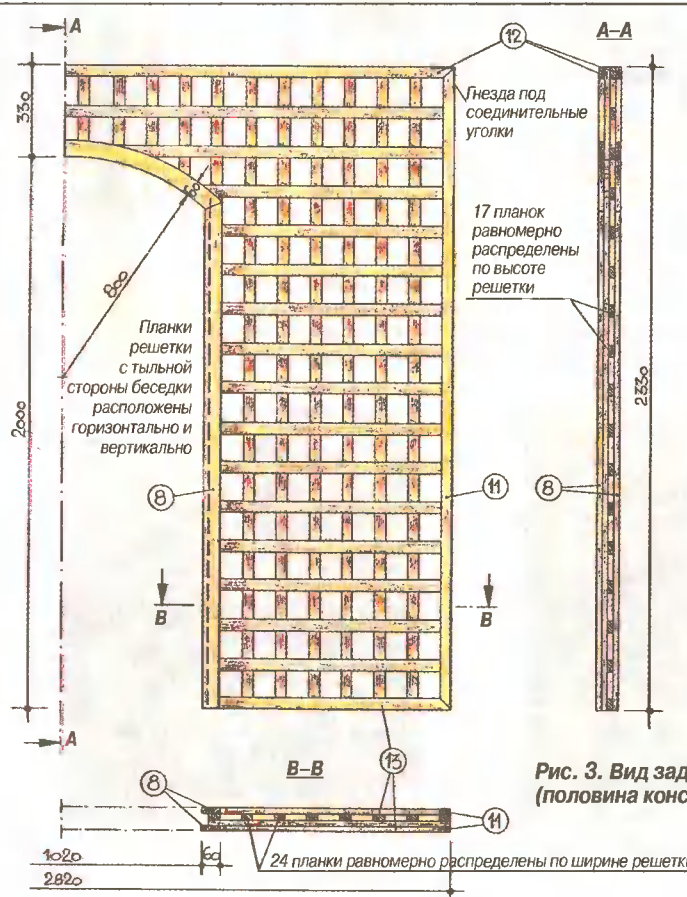 A
12
A–A
330
Гнезда под
соединительные
уголки
60
17 планок
равномерно
распределены
по высоте
решетки
800
Планки
решетки
с тыльной
стороны беседки
расположены
горизонтально и
вертикально
2000
2330
8
11
8
B
B
A
B–B
13
8
11
Рис. 3. Вид зад
(половина конс
1020
60
24 планки равномерно распределены по ширине решетки
2820